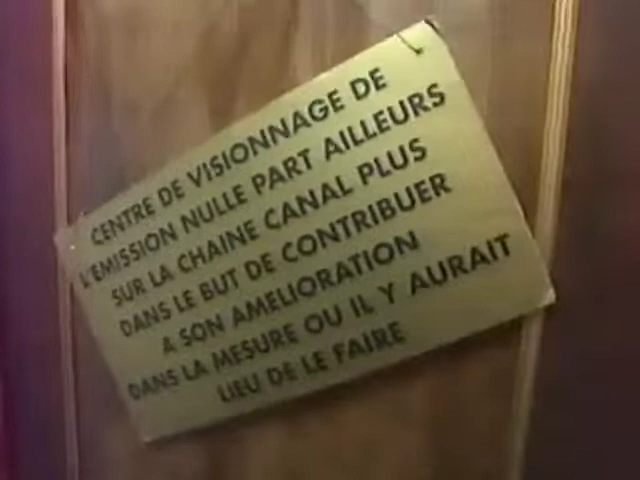 CENTRE DE VISIONNAGE DE
L'EMISSION NULLE PART AILLEURS
SUR LA CHAINE CANAL PLUS
DANS LE BUT DE CONTRIBUER
A SON AMELIORATION
DANS LA MESURE OU IL Y AURAIT
LIEU DE LE FAIRE